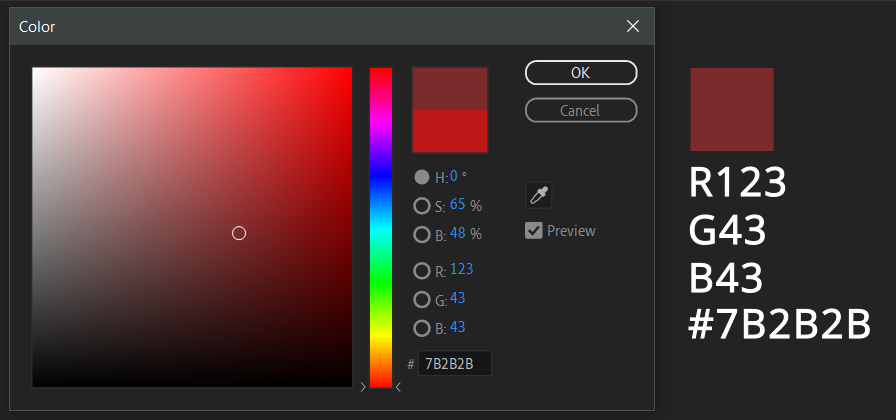 Color
OK
Cancel
H: 0 °
S: 65 %
B: 48 %
Preview
R: 123
G: 43
B: 43
# 7B2B2B
R123
G43
B43
#7B2B2B